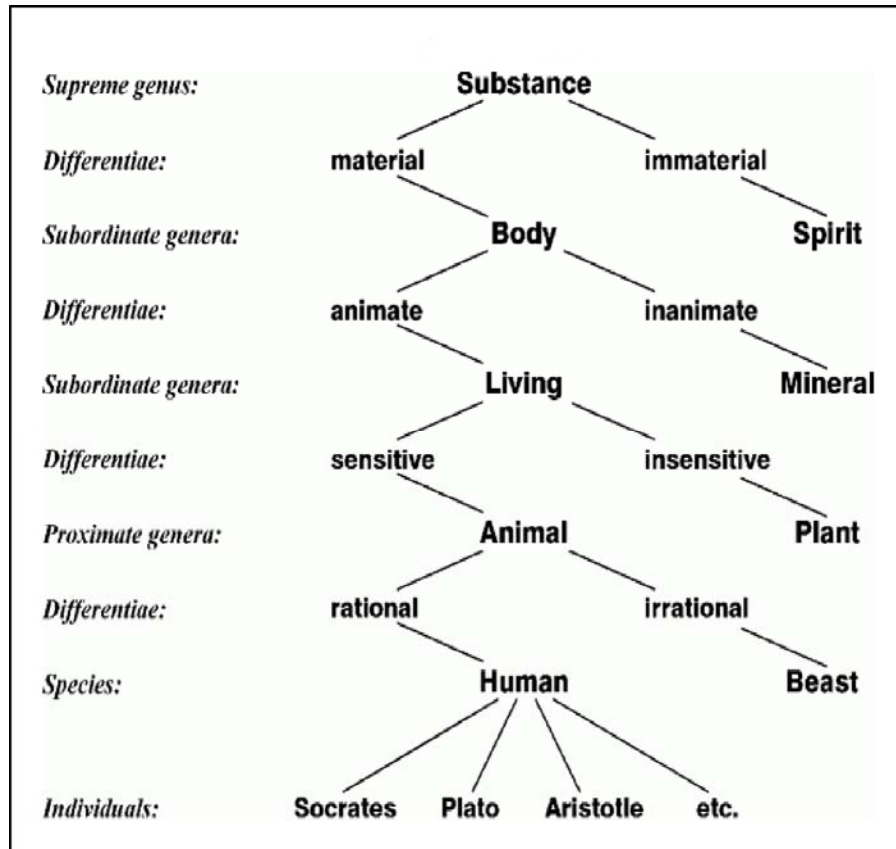 Supreme genus: Substance
Differentiae: material immaterial
Subordinate genera: Body Spirit
Differentiae: animate inanimate
Subordinate genera: Living Mineral
Differentiae: sensitive insensitive
Proximate genera: Animal Plant
Differentiae: rational irrational
Species: Human Beast
Individuals: Socrates Plato Aristotle etc.